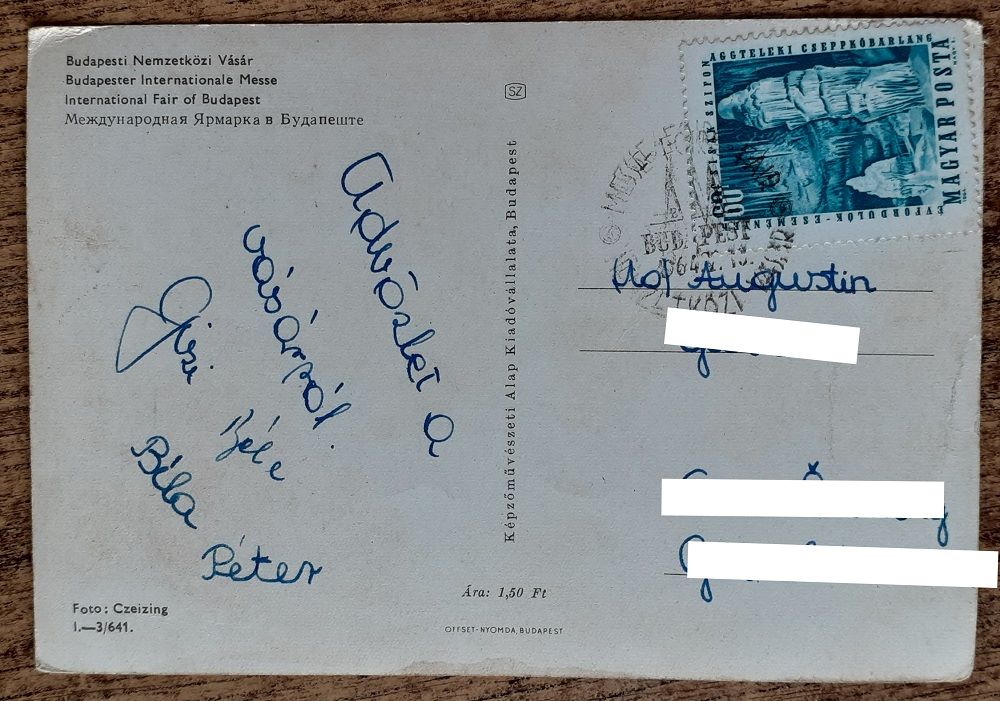 Budapesti Nemzetközi Vásár
Budapester Internationale Messe
International Fair of Budapest
Международная Ярмарка в Будапеште
Üdvözlet a
vásárról.
Gizi
Béle
Béla
Péter
Foto: Czeizing
I.—3/641.
SZ
Képzőművészeti Alap Kiadóvállalata, Budapest
Ára: 1,50 Ft
OFFSET-NYOMDA, BUDAPEST
AGGTELEKI CSEPPKŐBARLANG
MAGYAR POSTA
ÉVFORDULÓK-ESEMÉNYEK
60
BUDAPEST
Augustin